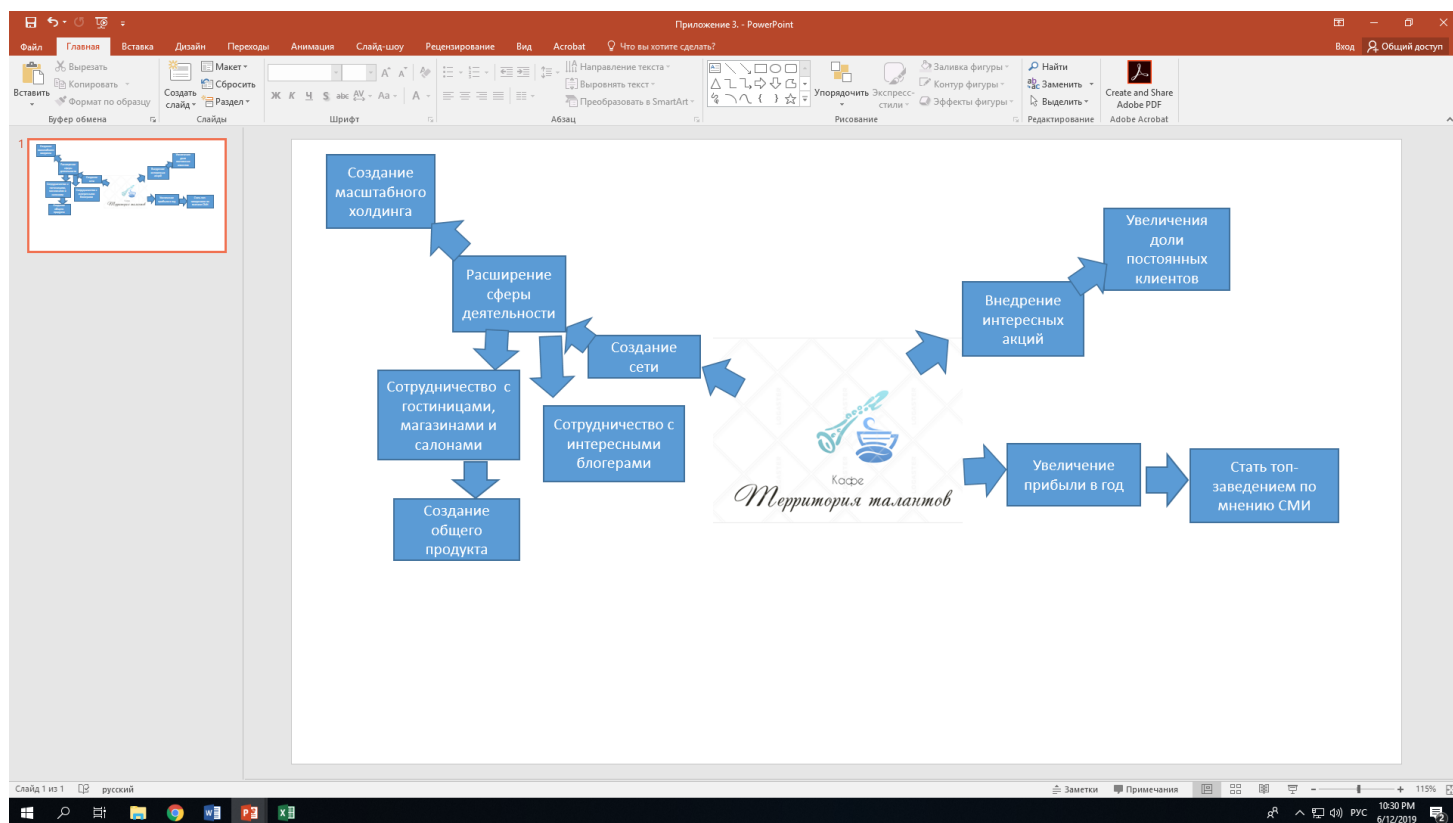 Приложение 3. - PowerPoint
Файл Главная Вставка Дизайн Переходы Анимация Слайд-шоу Рецензирование Вид Acrobat Что вы хотите сделать? Вход Общий доступ
Вставить
Вырезать
Копировать
Формат по образцу
Буфер обмена
Создать
слайд
Макет
Сбросить
Раздел
Слайды
Ж К Ч S abc AV Aa А
Шрифт
Направление текста
Выровнять текст
Преобразовать в SmartArt
Абзац
Упорядочить
Экспресс-
стили
Заливка фигуры
Контур фигуры
Эффекты фигуры
Рисование
Найти
Заменить
Выделить
Редактирование
Create and Share
Adobe PDF
Adobe Acrobat
1
Создание
масштабного
холдинга
Расширение
сферы
деятельности
Создание
сети
Сотрудничество с
гостиницами,
магазинами и
салонами
Сотрудничество с
интересными
блогерами
Создание
общего
продукта
Кафе
Территория талантов
Внедрение
интересных
акций
Увеличения
доли
постоянных
клиентов
Увеличение
прибыли в год
Стать топ-
заведением по
мнению СМИ
Слайд 1 из 1 русский Заметки Примечания 115%
РУС
10:30 PM
6/12/2019